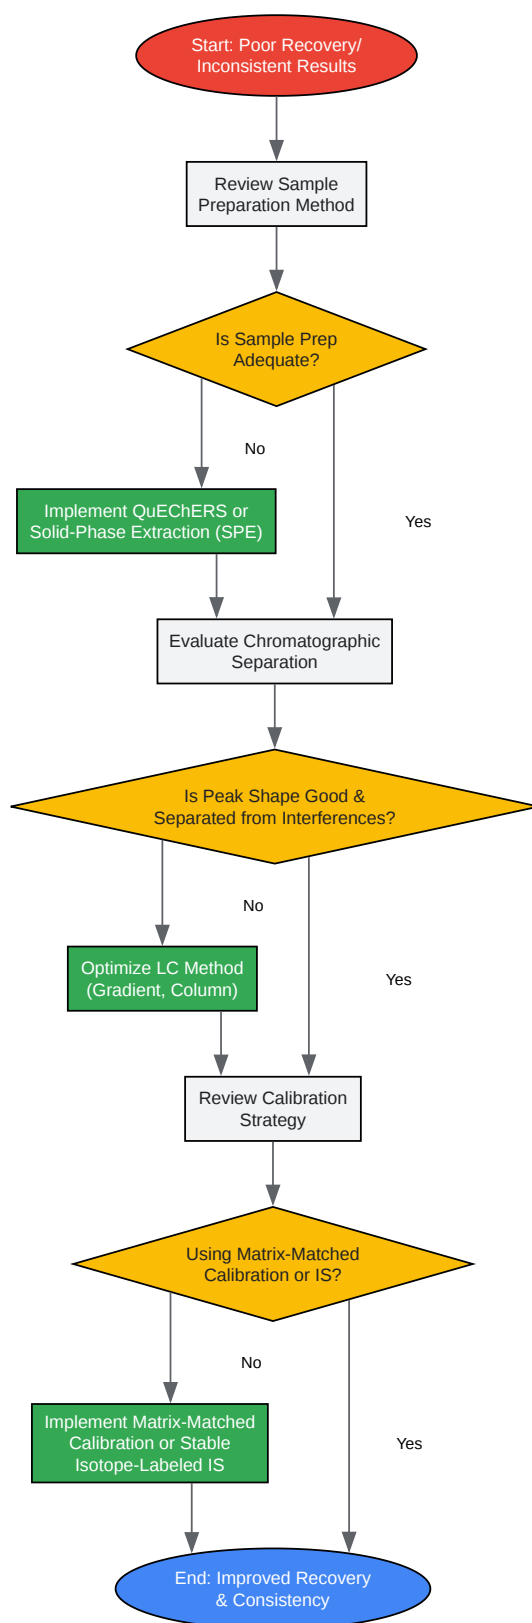 Start: Poor Recovery/
Inconsistent Results
Review Sample
Preparation Method
Is Sample Prep
Adequate?
No
Implement QuEChERS or
Solid-Phase Extraction (SPE)
Yes
Evaluate Chromatographic
Separation
Is Peak Shape Good &
Separated from Interferences?
No
Optimize LC Method
(Gradient, Column)
Yes
Review Calibration
Strategy
Using Matrix-Matched
Calibration or IS?
No
Implement Matrix-Matched
Calibration or Stable
Isotope-Labeled IS
Yes
End: Improved Recovery
& Consistency